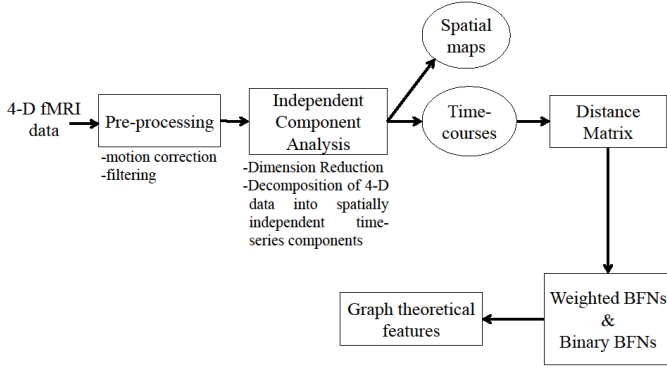 Spatial
maps
4-D fMRI
data
Pre-processing
-motion correction
-filtering
Independent
Component
Analysis
-Dimension Reduction
-Decomposition of 4-D
data into spatially
independent time-
series components
Time-
courses
Distance
Matrix
Weighted BFNs
&
Binary BFNs
Graph theoretical
features